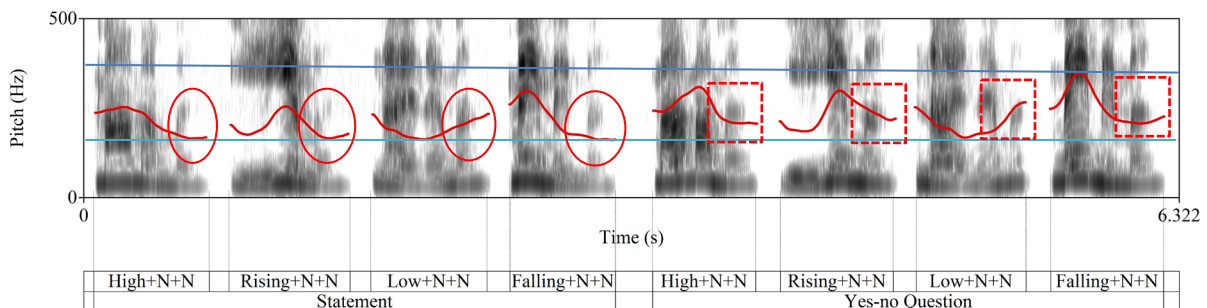 500
Pitch (Hz)
0
0
6.322
Time (s)
High+N+N Rising+N+N Low+N+N Falling+N+N High+N+N Rising+N+N Low+N+N Falling+N+N
Statement Yes-no Question